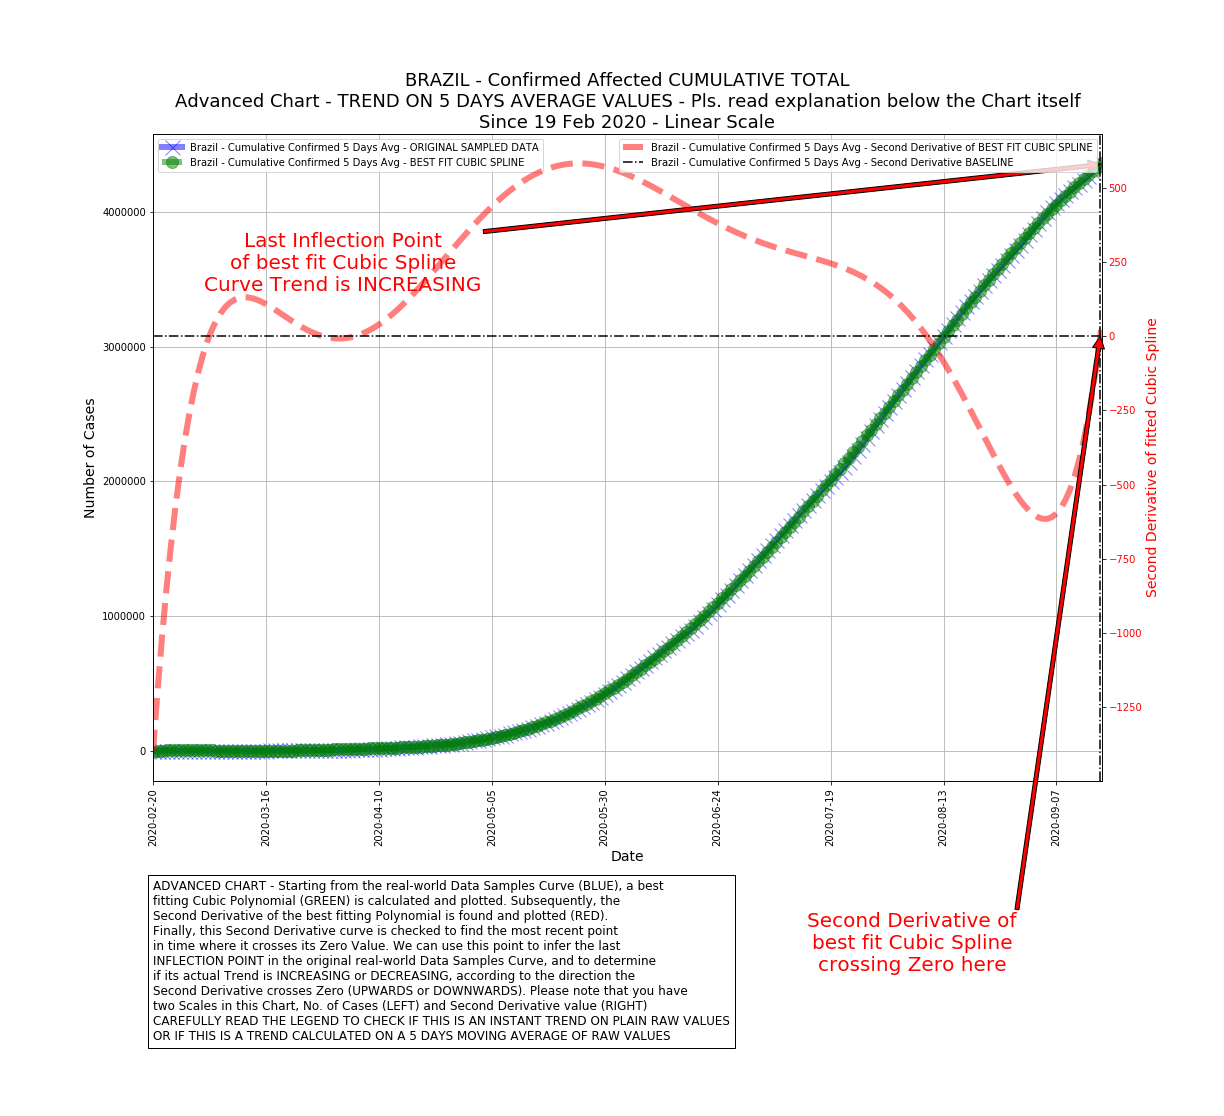 BRAZIL - Confirmed Affected CUMULATIVE TOTAL
Advanced Chart - TREND ON 5 DAYS AVERAGE VALUES - Pls. read explanation below the Chart itself
Since 19 Feb 2020 - Linear Scale
Brazil - Cumulative Confirmed 5 Days Avg - ORIGINAL SAMPLED DATA
Brazil - Cumulative Confirmed 5 Days Avg - BEST FIT CUBIC SPLINE
Brazil - Cumulative Confirmed 5 Days Avg - Second Derivative of BEST FIT CUBIC SPLINE
Brazil - Cumulative Confirmed 5 Days Avg - Second Derivative BASELINE
Last Inflection Point
of best fit Cubic Spline
Curve Trend is INCREASING
Number of Cases
4000000
3000000
2000000
1000000
0
500
250
0
−250
−500
−750
−1000
−1250
Second Derivative of fitted Cubic Spline
2020-02-20
2020-03-16
2020-04-10
2020-05-05
2020-05-30
2020-06-24
2020-07-19
2020-08-13
2020-09-07
Date
ADVANCED CHART - Starting from the real-world Data Samples Curve (BLUE), a best
fitting Cubic Polynomial (GREEN) is calculated and plotted. Subsequently, the
Second Derivative of the best fitting Polynomial is found and plotted (RED).
Finally, this Second Derivative curve is checked to find the most recent point
in time where it crosses its Zero Value. We can use this point to infer the last
INFLECTION POINT in the original real-world Data Samples Curve, and to determine
if its actual Trend is INCREASING or DECREASING, according to the direction the
Second Derivative crosses Zero (UPWARDS or DOWNWARDS). Please note that you have
two Scales in this Chart, No. of Cases (LEFT) and Second Derivative value (RIGHT)
CAREFULLY READ THE LEGEND TO CHECK IF THIS IS AN INSTANT TREND ON PLAIN RAW VALUES
OR IF THIS IS A TREND CALCULATED ON A 5 DAYS MOVING AVERAGE OF RAW VALUES
Second Derivative of
best fit Cubic Spline
crossing Zero here